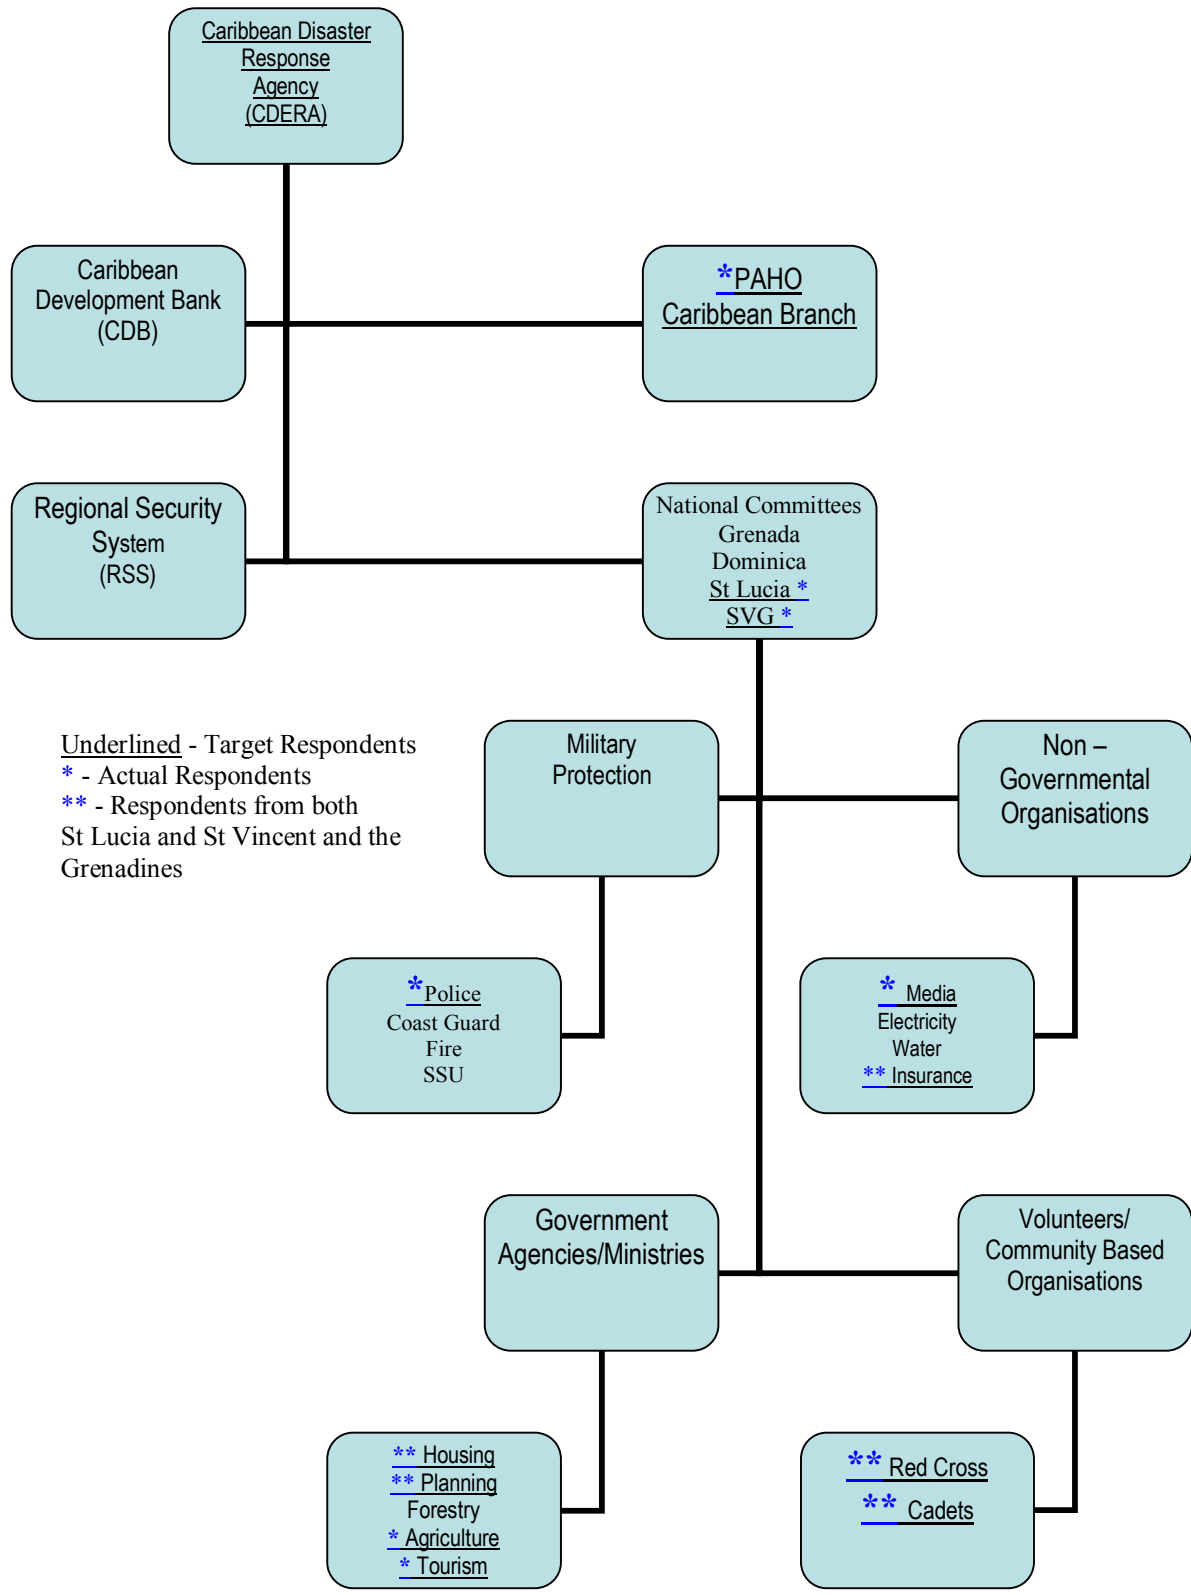 Caribbean Disaster
Response
Agency
(CDERA)
Caribbean
Development Bank
(CDB)
*PAHO
Caribbean Branch
Regional Security
System
(RSS)
National Committees
Grenada
Dominica
St Lucia *
SVG *
Underlined - Target Respondents
* - Actual Respondents
** - Respondents from both
St Lucia and St Vincent and the
Grenadines
Military
Protection
Non –
Governmental
Organisations
*Police
Coast Guard
Fire
SSU
* Media
Electricity
Water
** Insurance
Government
Agencies/Ministries
Volunteers/
Community Based
Organisations
** Housing
** Planning
Forestry
* Agriculture
* Tourism
** Red Cross
** Cadets